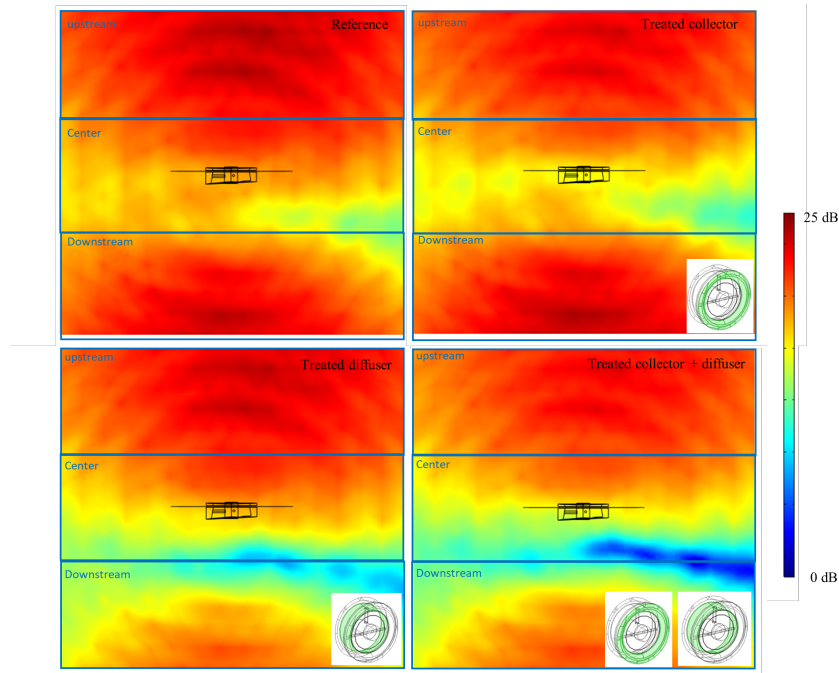 upstream
Reference
Center
Downstream
upstream
Treated collector
Center
Downstream
25 dB
0 dB
upstream
Treated diffuser
Center
Downstream
upstream
Treated collector + diffuser
Center
Downstream